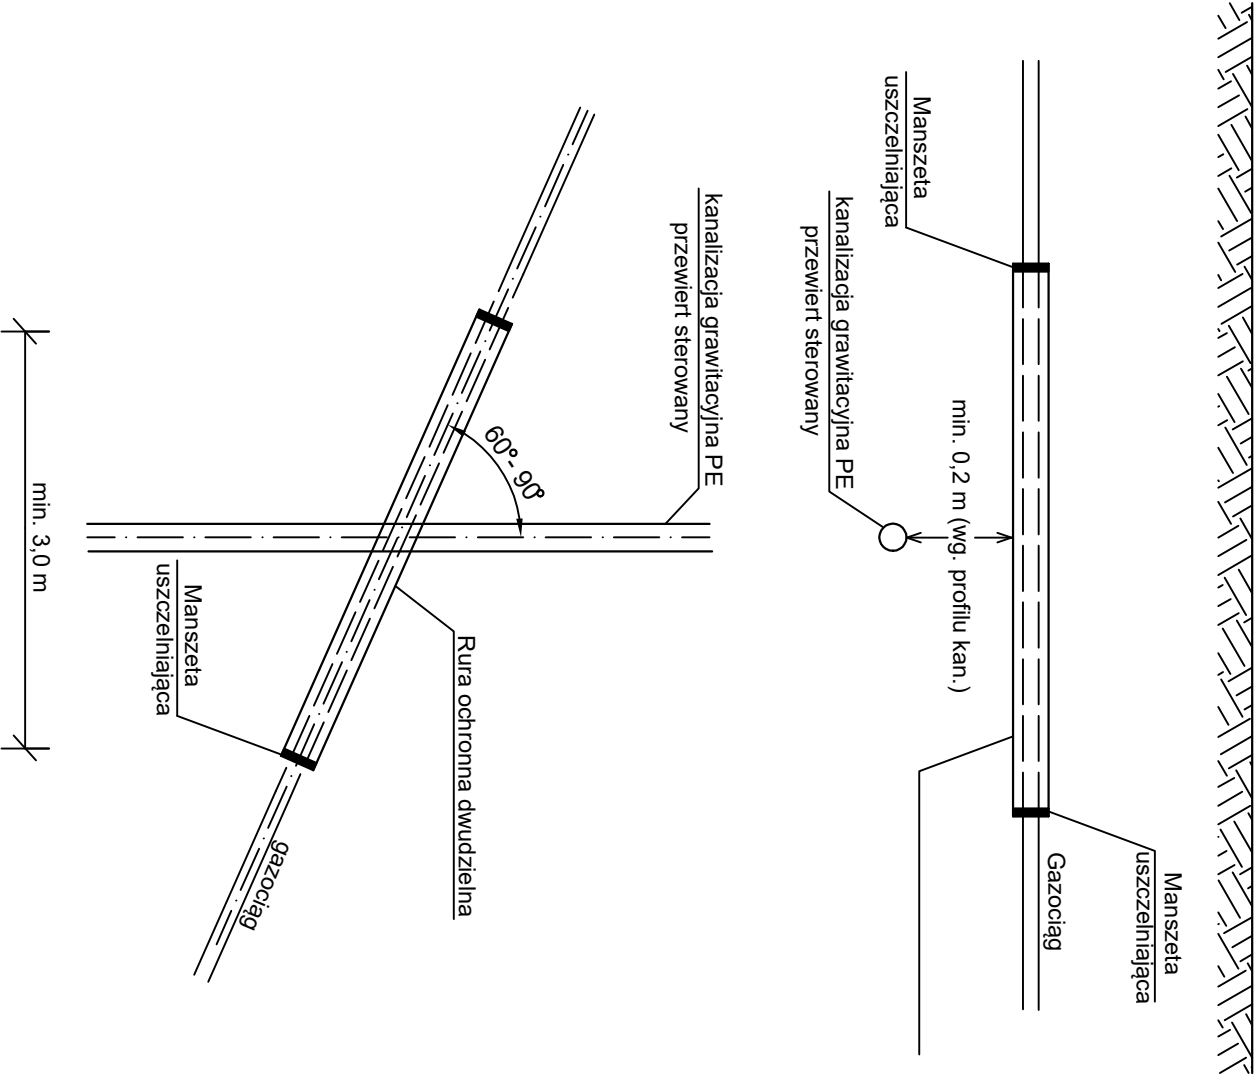 Manszeta
uszczelniająca
Gazociąg
Manszeta
uszczelniająca
min. 0,2 m (wg. profilu kan.)
kanalizacja grawitacyjna PE
przewiert sterowany
kanalizacja grawitacyjna PE
przewiert sterowany
60°- 90°
Rura ochronna dwudzielna
Manszeta
uszczelniająca
gazociąg
min. 3,0 m